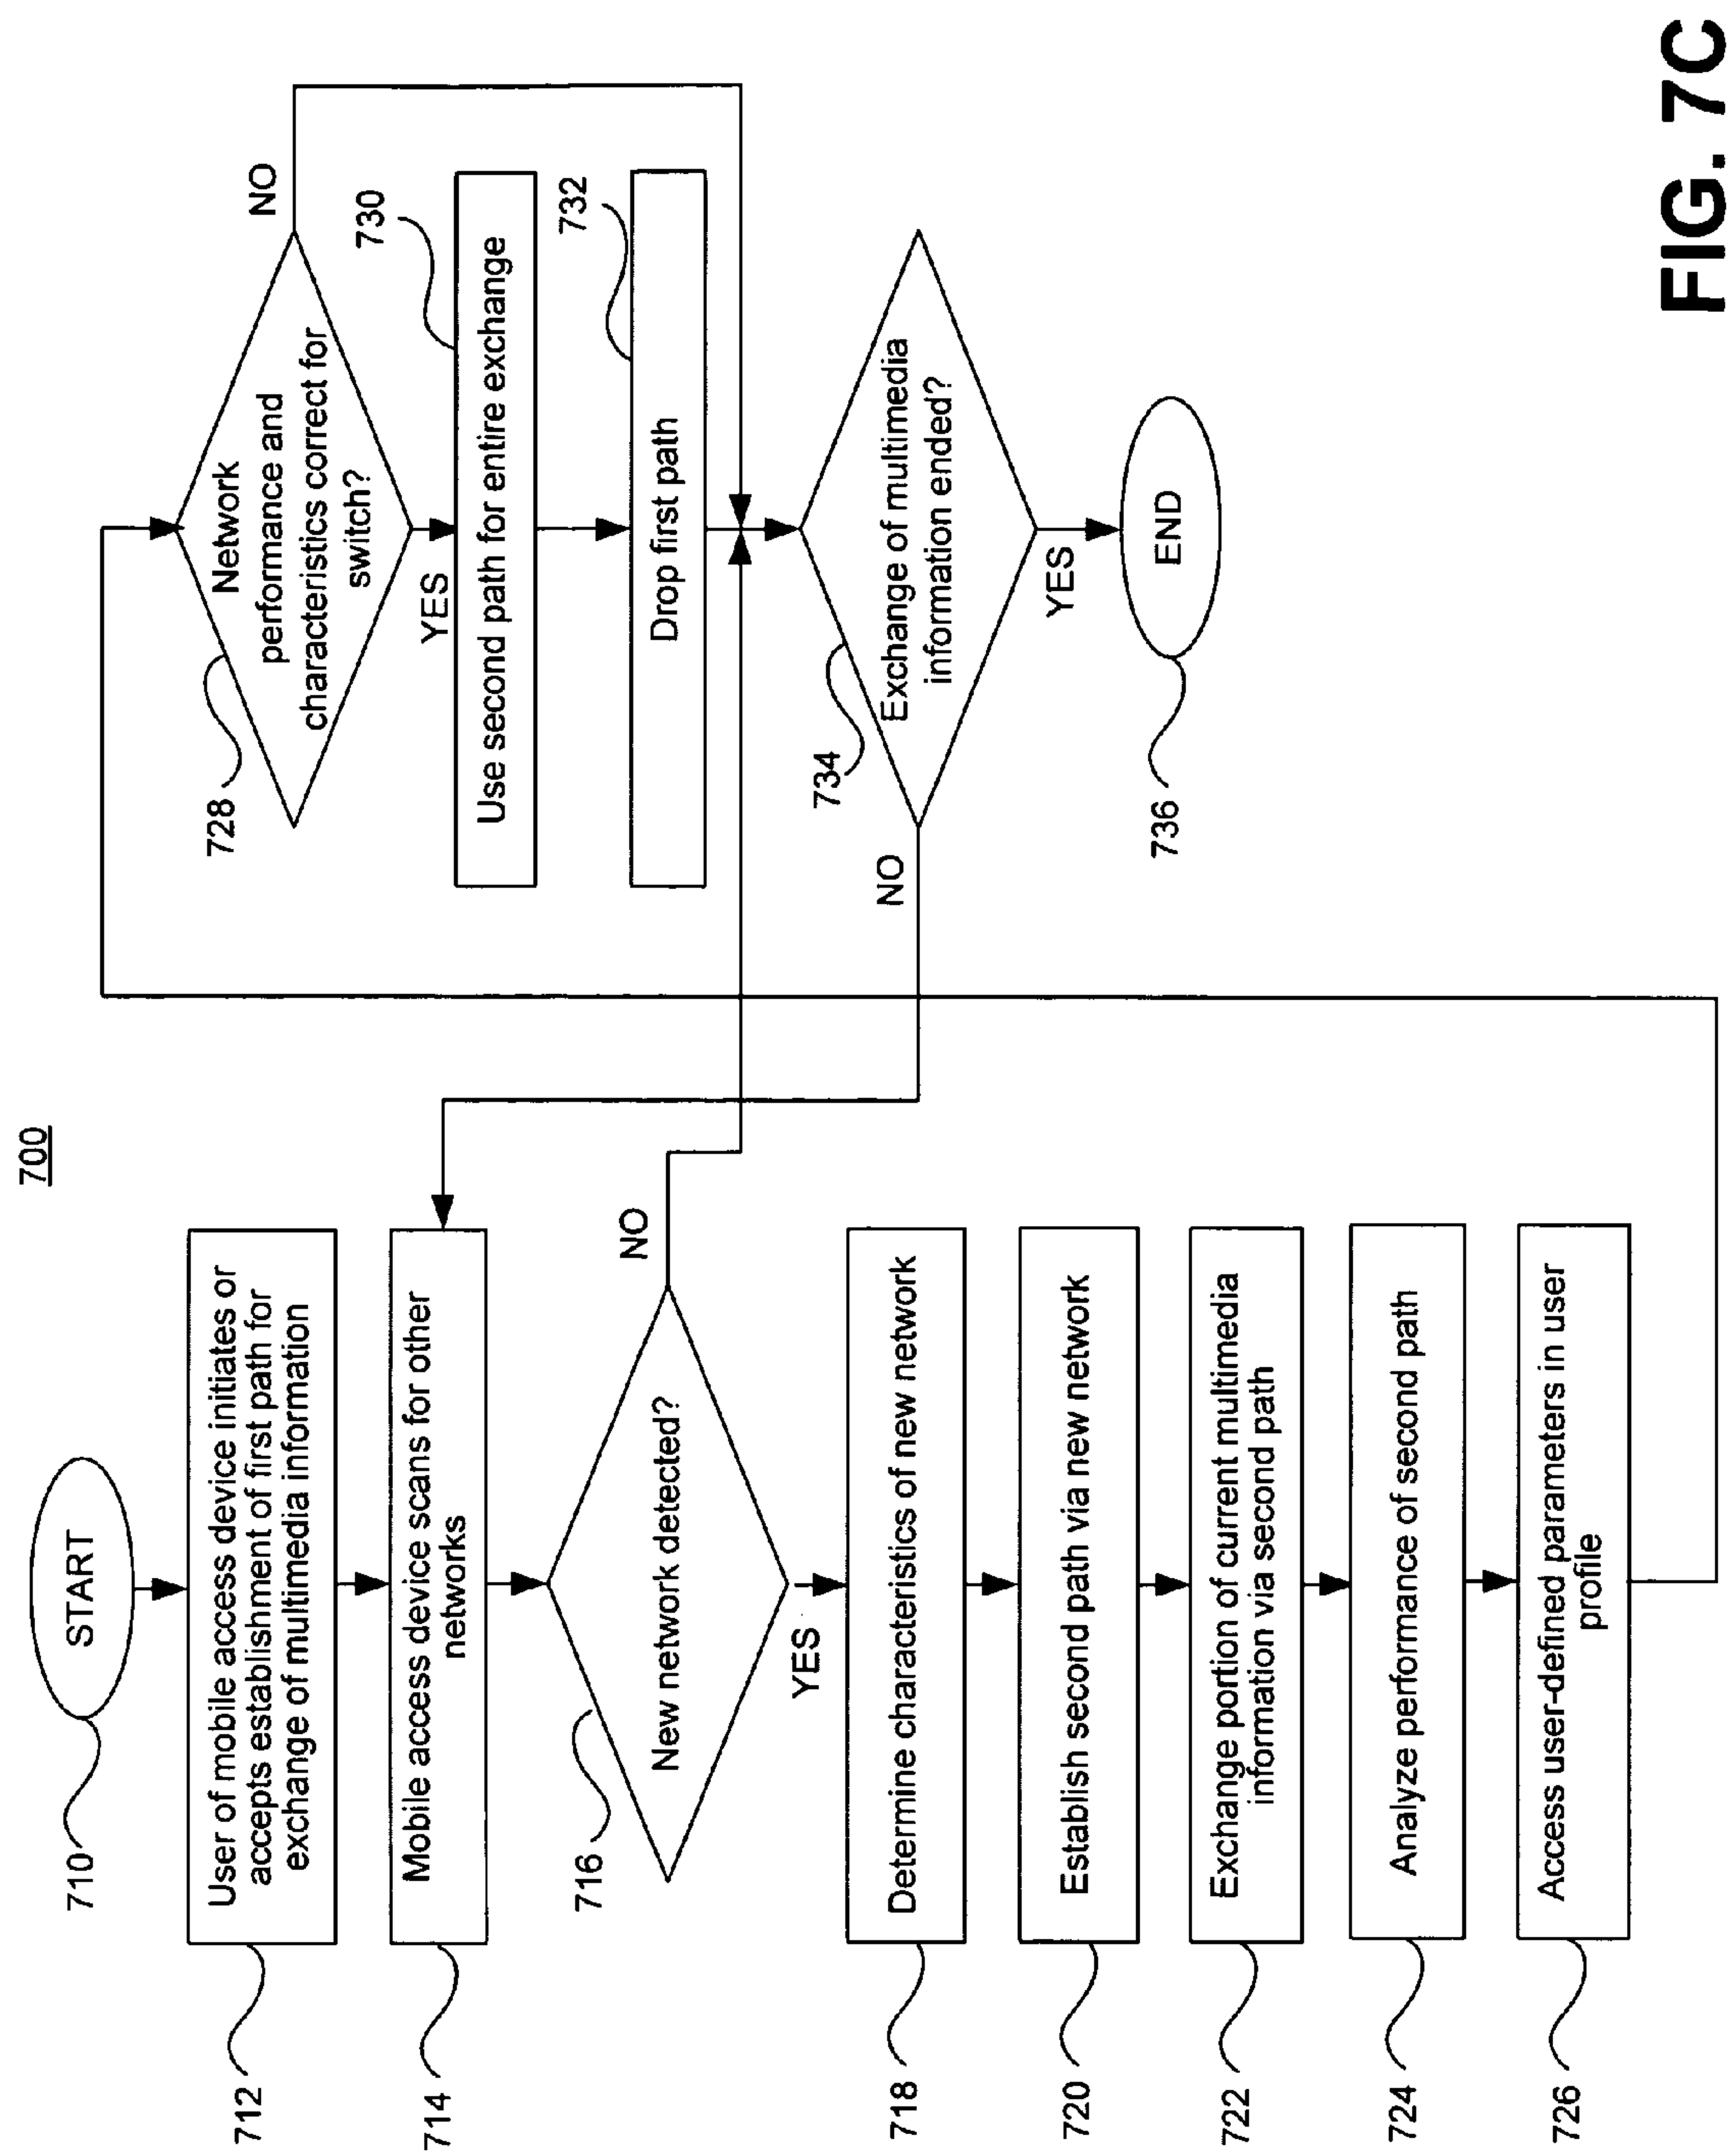 700
START
710
User of mobile access device initiates or
accepts establishment of first path for
exchange of multimedia information
712
Mobile access device scans for other
networks
714
New network detected?
716
NO
YES
Determine characteristics of new network
718
Establish second path via new network
720
Exchange portion of current multimedia
information via second path
722
Analyze performance of second path
724
Access user-defined parameters in user
profile
726
Network
performance and
characteristics correct for
switch?
728
NO
YES
730
Use second path for entire exchange
732
Drop first path
Exchange of multimedia
information ended?
734
NO
YES
END
736
FIG. 7C